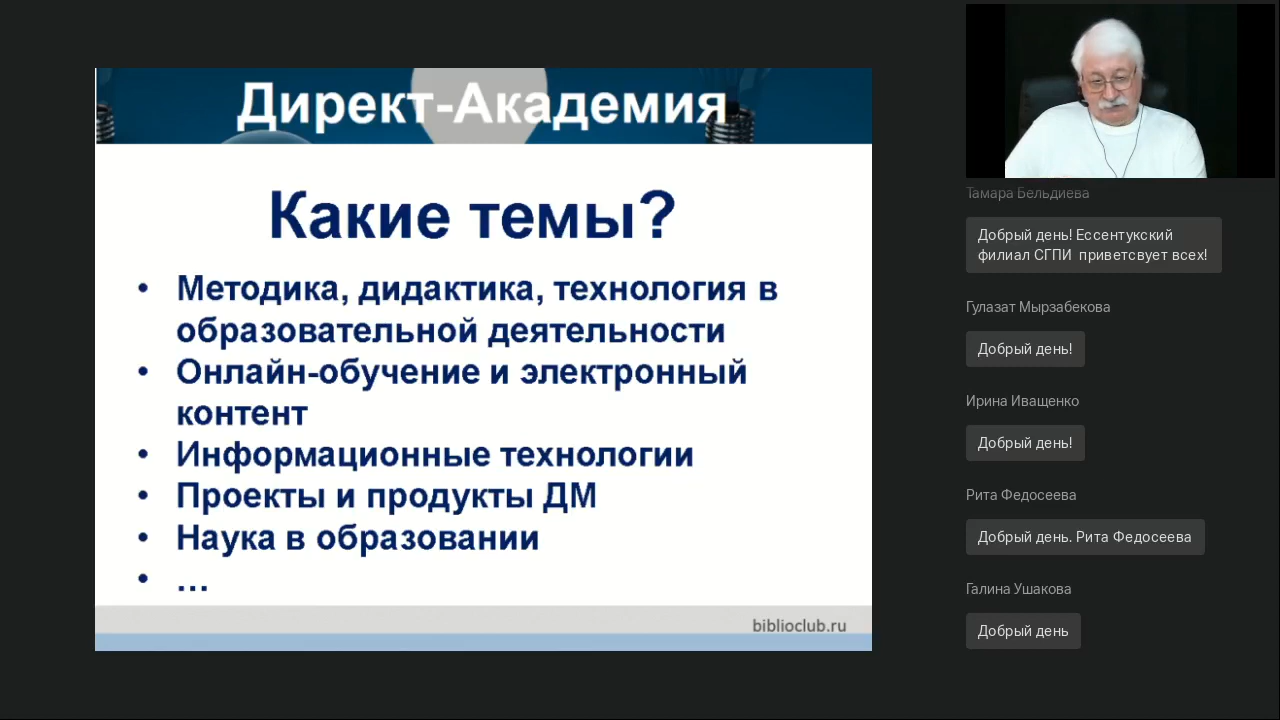 Директ-Академия
Какие темы?
• Методика, дидактика, технология в
образовательной деятельности
• Онлайн-обучение и электронный
контент
• Информационные технологии
• Проекты и продукты ДМ
• Наука в образовании
• ...
biblioclub.ru
Тамара Бельдиева
Добрый день! Ессентукский
филиал СГПИ приветсвует всех!
Гулазат Мырзабекова
Добрый день!
Ирина Иващенко
Добрый день!
Рита Федосеева
Добрый день. Рита Федосеева
Галина Ушакова
Добрый день